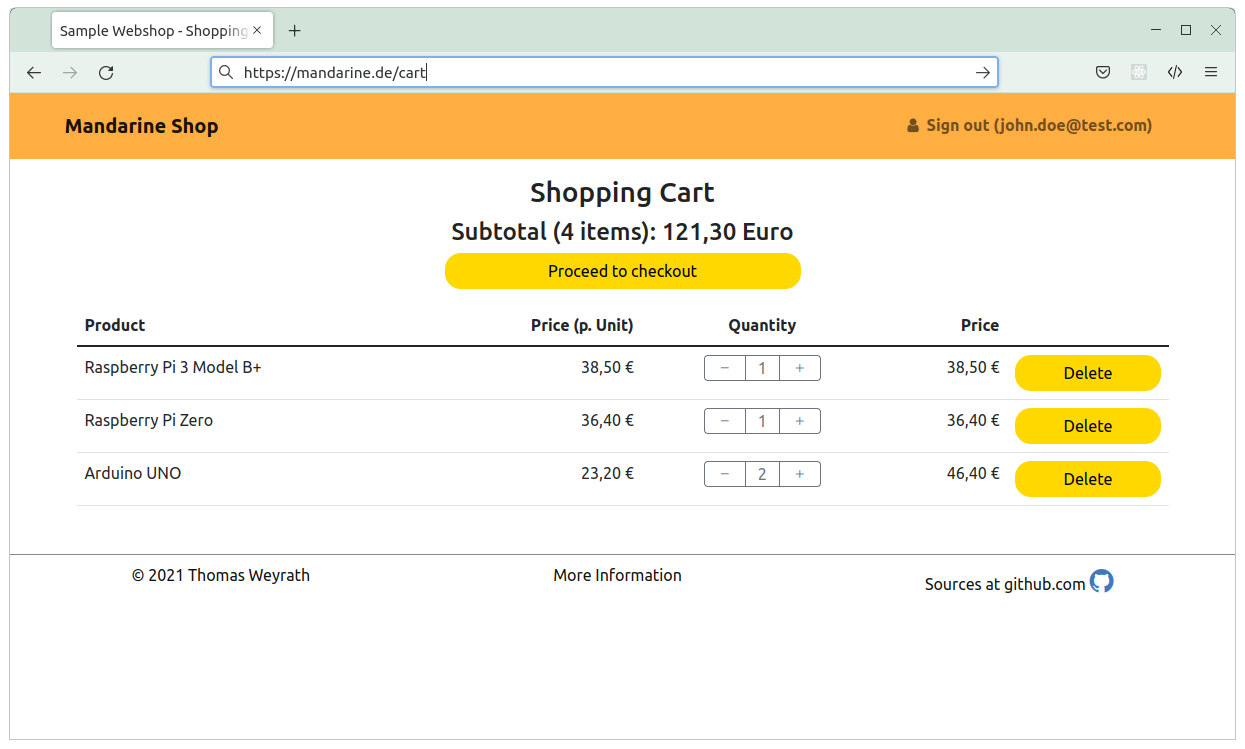 Sample Webshop - Shopping
https://mandarine.de/cart
Mandarine Shop
Sign out (john.doe@test.com)
Shopping Cart
Subtotal (4 items): 121,30 Euro
Proceed to checkout
Product Price (p. Unit) Quantity Price
Raspberry Pi 3 Model B+ 38,50 € − 1 + 38,50 € Delete
Raspberry Pi Zero 36,40 € − 1 + 36,40 € Delete
Arduino UNO 23,20 € − 2 + 46,40 € Delete
© 2021 Thomas Weyrath More Information Sources at github.com